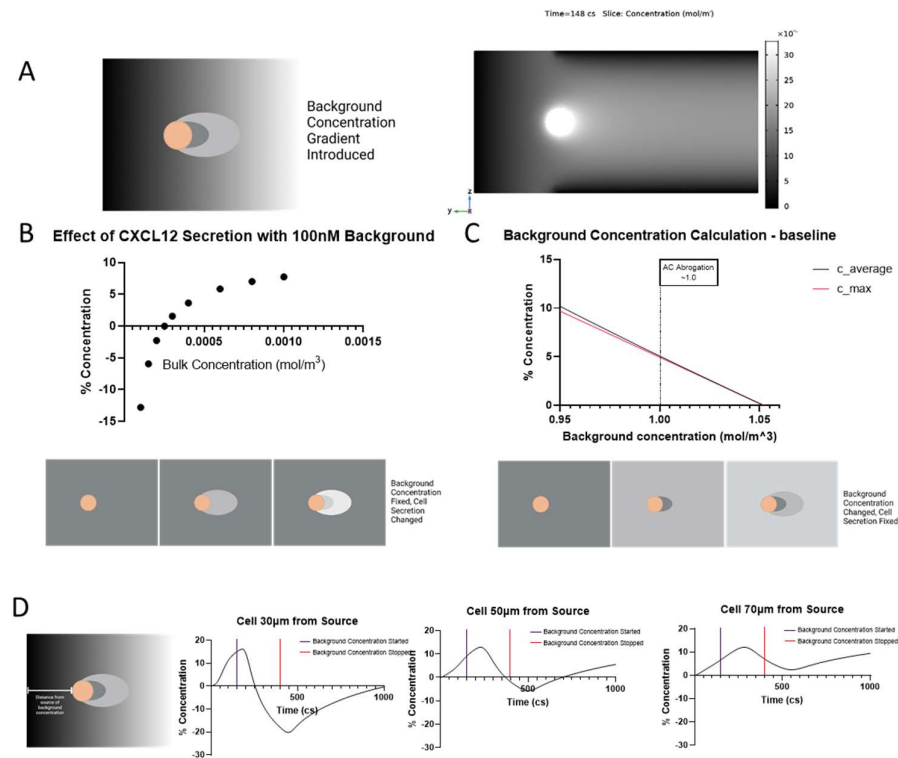 Time=148 cs Slice: Concentration (mol/m³)
A
Background
Concentration
Gradient
Introduced
30
25
20
15
10
5
0
z
y
x
B
Effect of CXCL12 Secretion with 100nM Background
% Concentration
10
5
0
-5
-10
-15
0.0005
0.0010
0.0015
Bulk Concentration (mol/m³)
Background
Concentration
Fixed, Cell
Secretion
Changed
C
Background Concentration Calculation - baseline
% Concentration
15
10
5
0
0.95
1.00
1.05
AC Abrogation
~1.0
c_average
c_max
Background concentration (mol/m^3)
Background
Concentration
Changed, Cell
Secretion Fixed
D
Distance from
source of
background
concentration
Cell 30µm from Source
% Concentration
20
10
0
-10
-20
-30
500
1000
Time (cs)
Background Concentration Started
Background Concentration Stopped
Cell 50µm from Source
% Concentration
20
10
0
-10
-20
-30
500
1000
Time (cs)
Background Concentration Started
Background Concentration Stopped
Cell 70µm from Source
% Concentration
20
10
0
-10
-20
-30
500
1000
Time (cs)
Background Concentration Started
Background Concentration Stopped